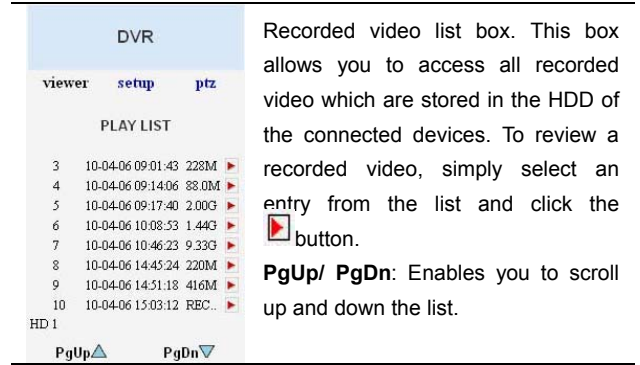 DVR
viewer setup ptz
PLAY LIST
3 10-04-06 09:01:43 228M
4 10-04-06 09:14:06 88.0M
5 10-04-06 09:17:40 2.00G
6 10-04-06 10:08:53 1.44G
7 10-04-06 10:46:23 9.33G
8 10-04-06 14:45:24 220M
9 10-04-06 14:51:18 416M
10 10-04-06 15:03:12 REC..
HD 1
PgUp PgDn
Recorded video list box. This box
allows you to access all recorded
video which are stored in the HDD of
the connected devices. To review a
recorded video, simply select an
entry from the list and click the
button.
PgUp/ PgDn: Enables you to scroll
up and down the list.